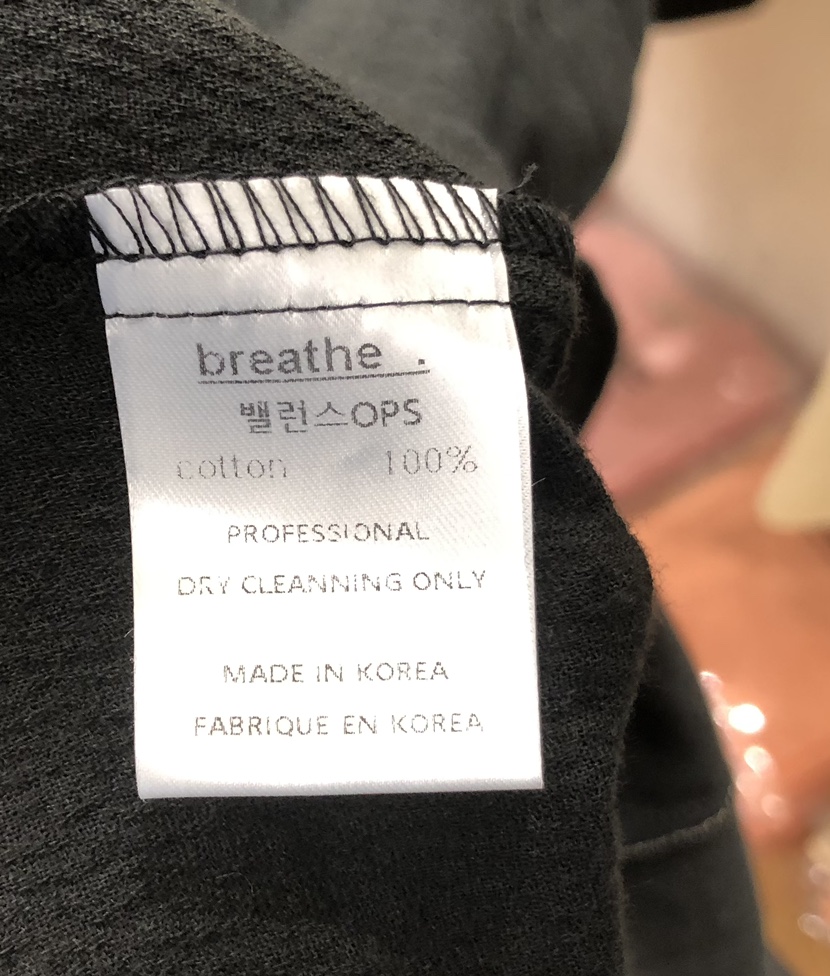 breathe .
밸런스OPS
cotton 100%
PROFESSIONAL
DRY CLEANNING ONLY
MADE IN KOREA
FABRIQUE EN KOREA